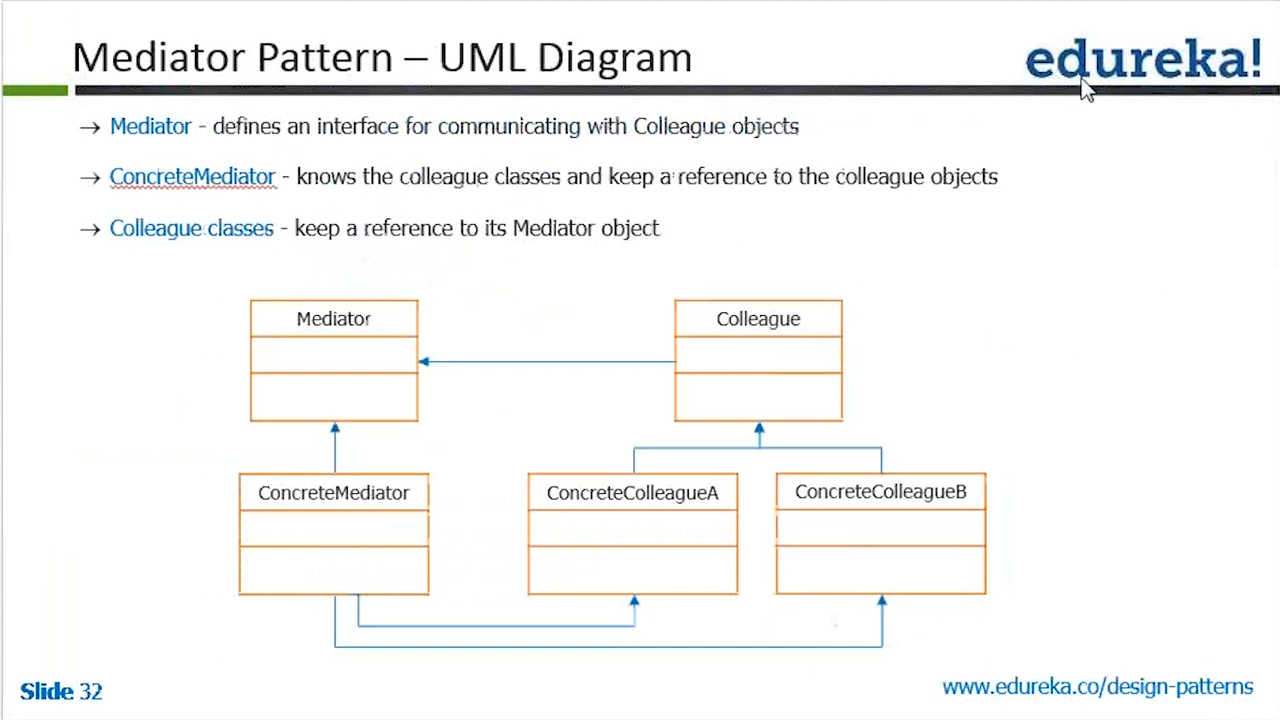 Mediator Pattern – UML Diagram
edureka!
→ Mediator - defines an interface for communicating with Colleague objects
→ ConcreteMediator - knows the colleague classes and keep a reference to the colleague objects
→ Colleague classes - keep a reference to its Mediator object
Mediator
Colleague
ConcreteMediator
ConcreteColleagueA
ConcreteColleagueB
Slide 32
www.edureka.co/design-patterns